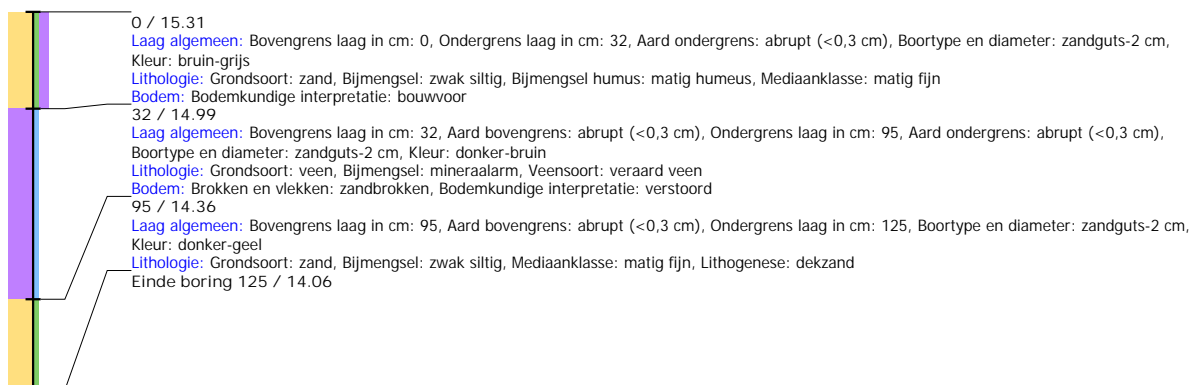 0 / 15.31
Laag algemeen: Bovengrens laag in cm: 0, Ondergrens laag in cm: 32, Aard ondergrens: abrupt (<0,3 cm), Boortype en diameter: zandguts-2 cm,
Kleur: bruin-grijs
Lithologie: Grondsoort: zand, Bijmengsel: zwak siltig, Bijmengsel humus: matig humeus, Mediaanklasse: matig fijn
Bodem: Bodemkundige interpretatie: bouwvoor
32 / 14.99
Laag algemeen: Bovengrens laag in cm: 32, Aard bovengrens: abrupt (<0,3 cm), Ondergrens laag in cm: 95, Aard ondergrens: abrupt (<0,3 cm),
Boortype en diameter: zandguts-2 cm, Kleur: donker-bruin
Lithologie: Grondsoort: veen, Bijmengsel: mineraalarm, Veensoort: veraard veen
Bodem: Brokken en vlekken: zandbrokken, Bodemkundige interpretatie: verstoord
95 / 14.36
Laag algemeen: Bovengrens laag in cm: 95, Aard bovengrens: abrupt (<0,3 cm), Ondergrens laag in cm: 125, Boortype en diameter: zandguts-2 cm,
Kleur: donker-geel
Lithologie: Grondsoort: zand, Bijmengsel: zwak siltig, Mediaanklasse: matig fijn, Lithogenese: dekzand
Einde boring 125 / 14.06